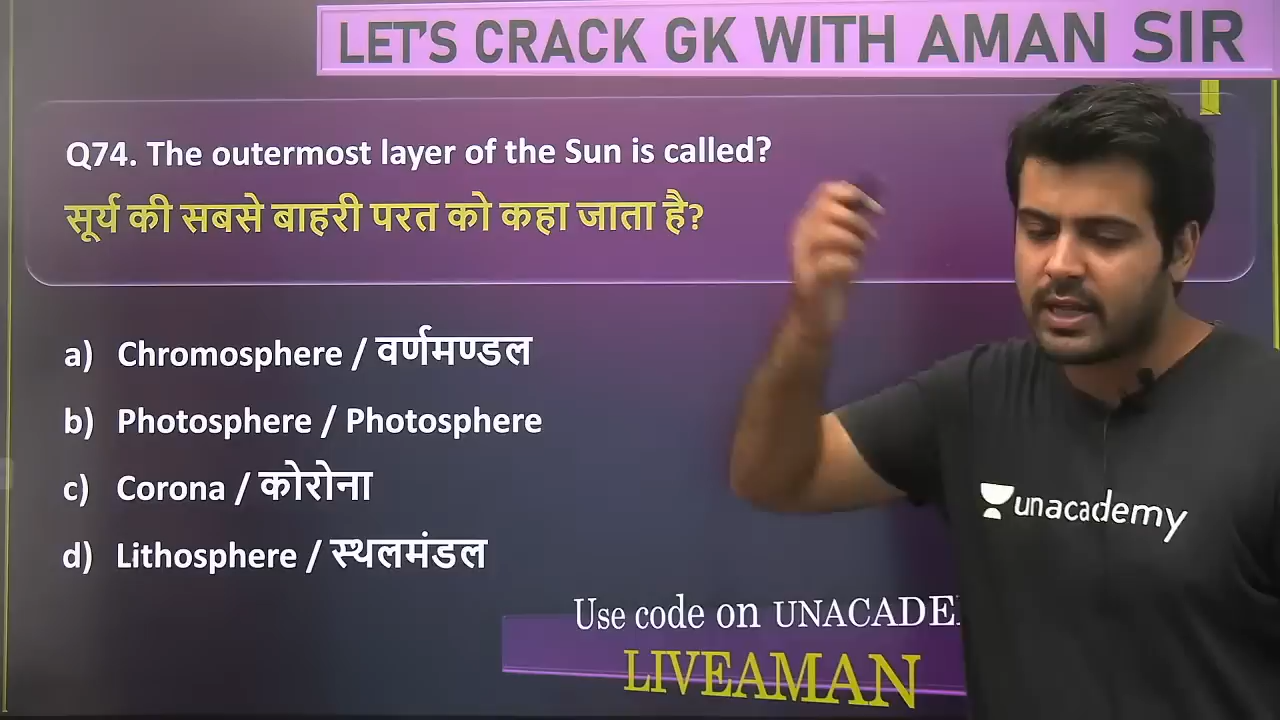 LET'S CRACK GK WITH AMAN SIR
Q74. The outermost layer of the Sun is called?
सूर्य की सबसे बाहरी परत को कहा जाता है?
a) Chromosphere / वर्णमण्डल
b) Photosphere / Photosphere
c) Corona / कोरोना
d) Lithosphere / स्थलमंडल
unacademy
Use code on UNACADE
LIVEAMAN